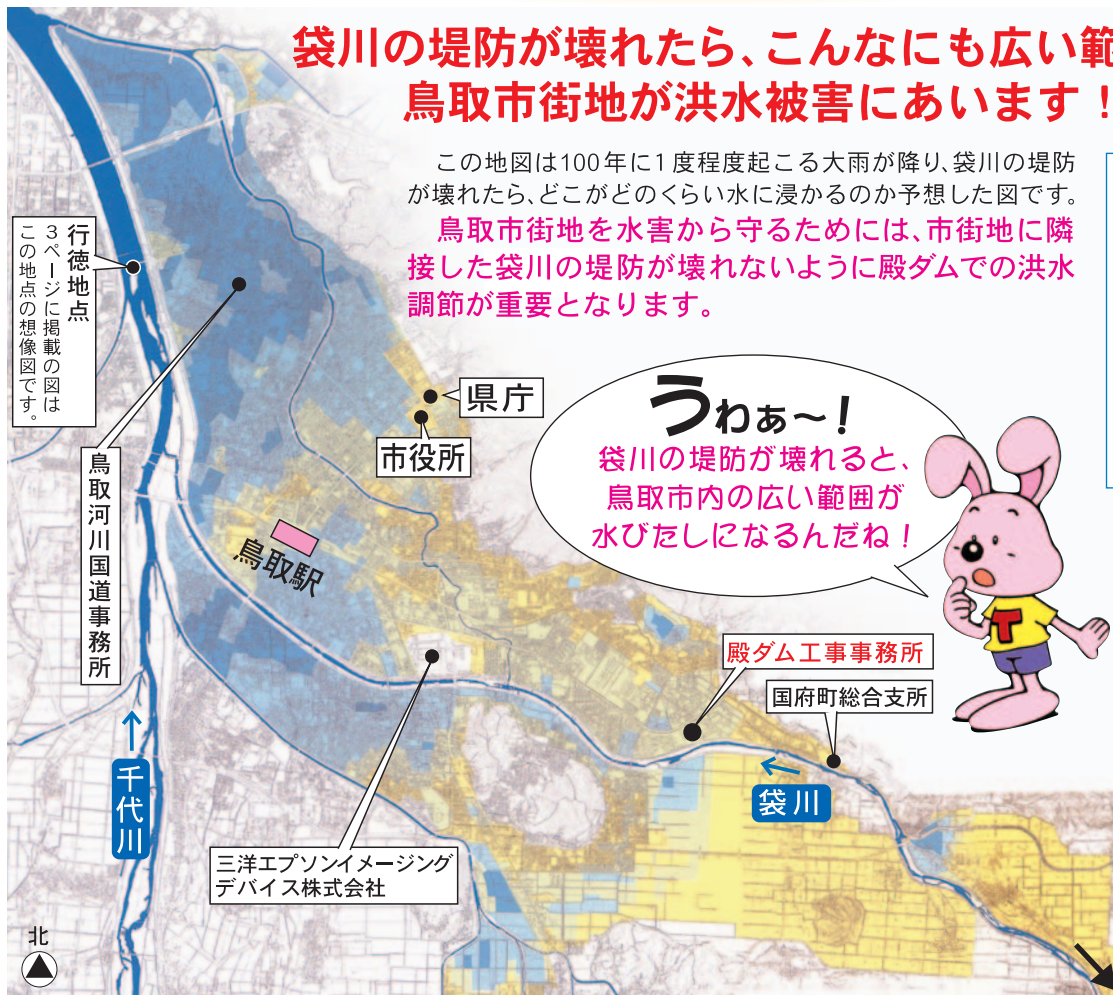 袋川の堤防が壊れたら、こんなにも広い範
鳥取市街地が洪水被害にあいます！
この地図は100年に1度程度起こる大雨が降り、袋川の堤防
が壊れたら、どこがどのくらい水に浸かるのか予想した図です。
鳥取市街地を水害から守るためには、市街地に隣
接した袋川の堤防が壊れないように殿ダムでの洪水
調節が重要となります。
行徳地点
3ページに掲載の図は
この地点の想像図です。
県庁
市役所
うわぁ～！
袋川の堤防が壊れると、
鳥取市内の広い範囲が
水びたしになるんだね！
鳥取河川国道事務所
鳥取駅
T
殿ダム工事事務所
国府町総合支所
袋川
千代川
三洋エプソンイメージング
デバイス株式会社
北